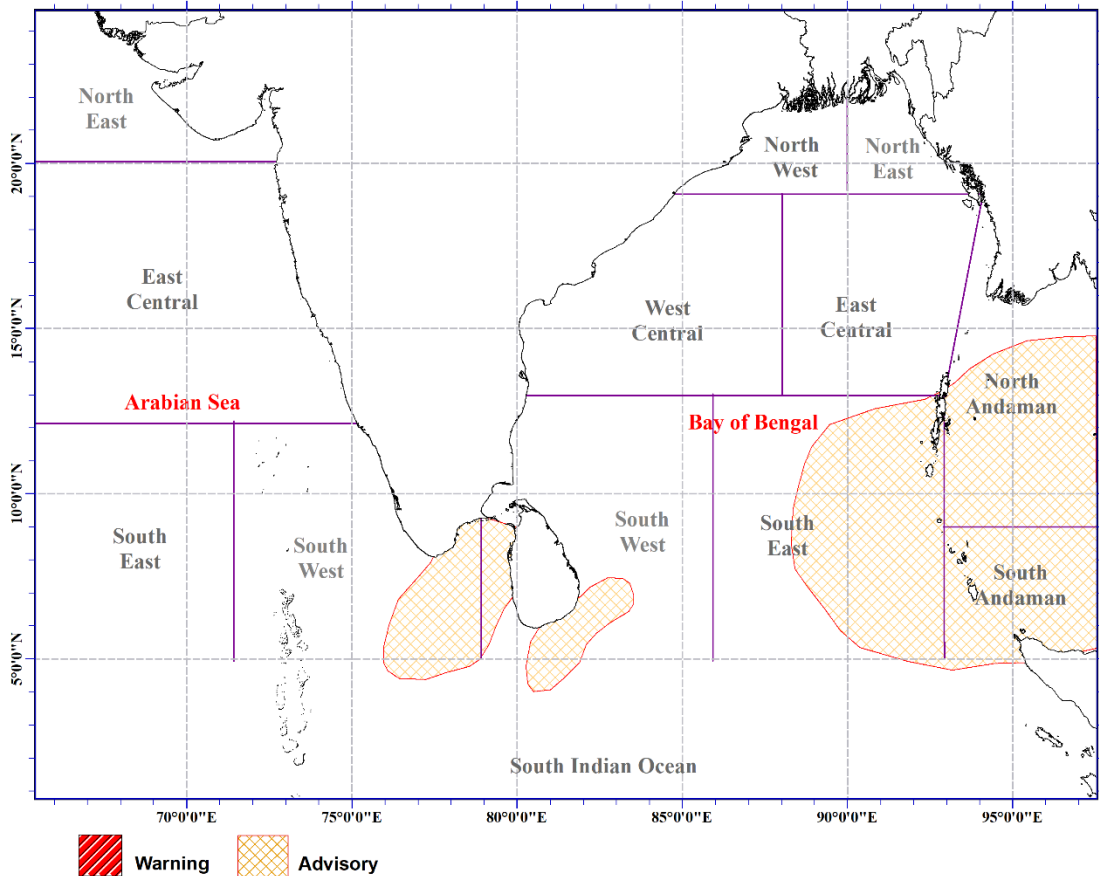 North
East
North
West
North
East
20°0'0"N
East
Central
West
Central
East
Central
15°0'0"N
North
Andaman
Arabian Sea
Bay of Bengal
10°0'0"N
South
East
South
West
South
West
South
East
South
Andaman
5°0'0"N
South Indian Ocean
70°0'0"E
75°0'0"E
80°0'0"E
85°0'0"E
90°0'0"E
95°0'0"E
Warning
Advisory